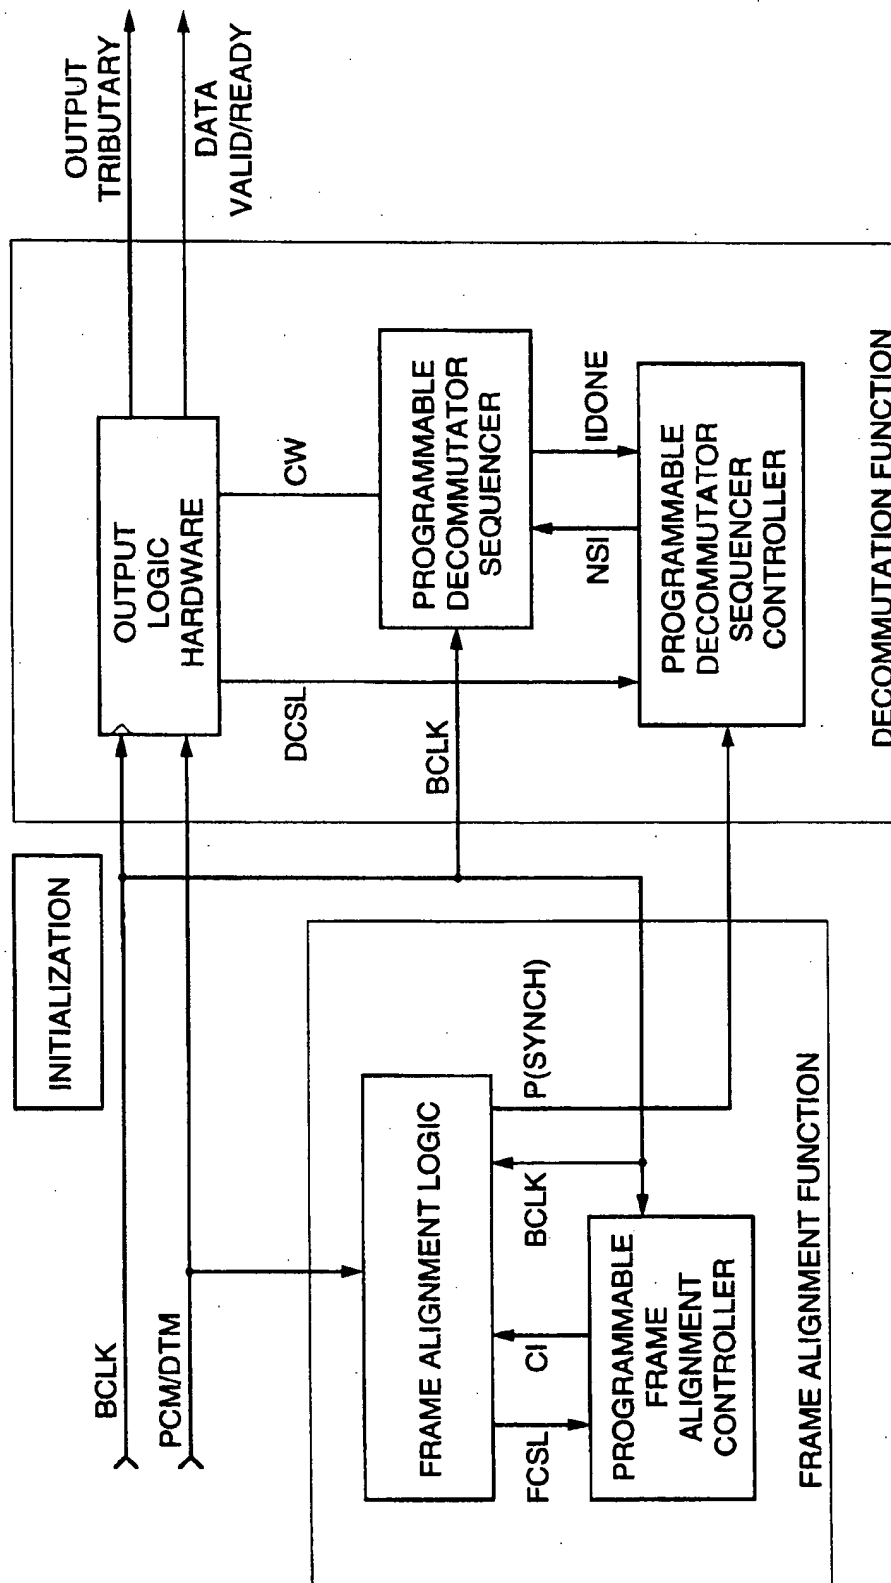 BCLK
PCM/DTM
INITIALIZATION
OUTPUT
LOGIC
HARDWARE
OUTPUT
TRIBUTARY
DATA
VALID/READY
FRAME ALIGNMENT LOGIC
FCSL
CI
BCLK
P(SYNCH)
PROGRAMMABLE
FRAME
ALIGNMENT
CONTROLLER
FRAME ALIGNMENT FUNCTION
DCSL
CW
BCLK
PROGRAMMABLE
DECOMMUTATOR
SEQUENCER
NSI
IDONE
PROGRAMMABLE
DECOMMUTATOR
SEQUENCER
CONTROLLER
DECOMMUTATION FUNCTION